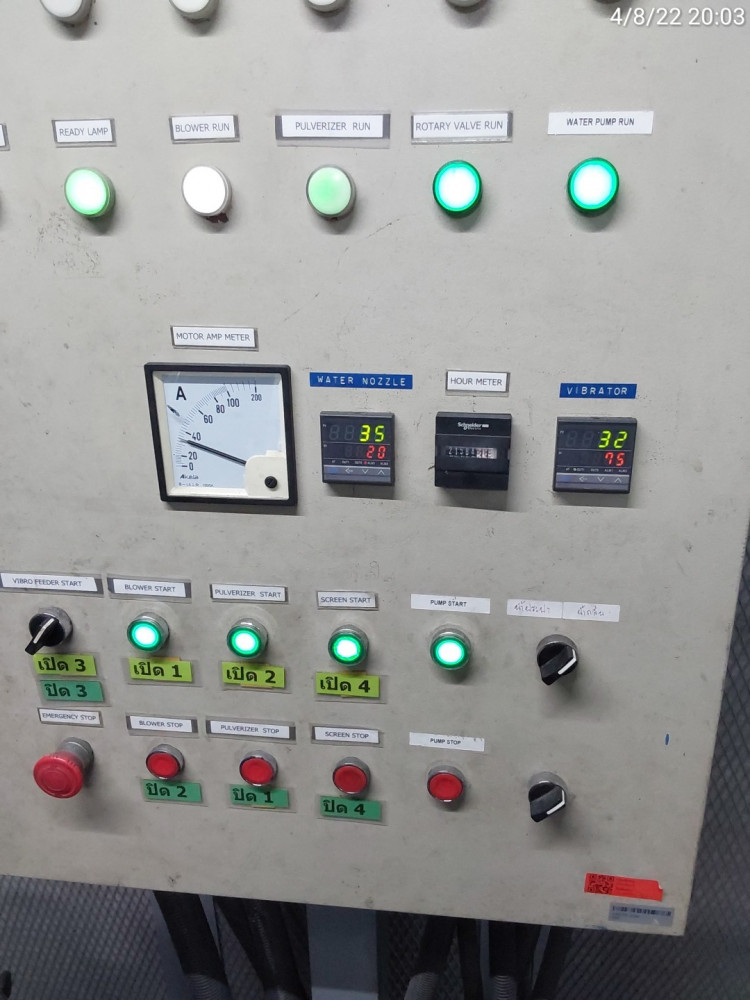 4/8/22 20:03
READY LAMP
BLOWER RUN
PULVERIZER RUN
ROTARY VALVE RUN
WATER PUMP RUN
MOTOR AMP METER
WATER NOZZLE
HOUR METER
VIBRATOR
A
200
100
80
60
40
20
0
35
20
Schneider
32
75
VIBRO FEEDER START
BLOWER START
PULVERIZER START
SCREEN START
PUMP START
เปิด 3
เปิด 1
เปิด 2
เปิด 4
ปิด 3
EMERGENCY STOP
BLOWER STOP
PULVERIZER STOP
SCREEN STOP
PUMP STOP
ปิด 2
ปิด 1
ปิด 4